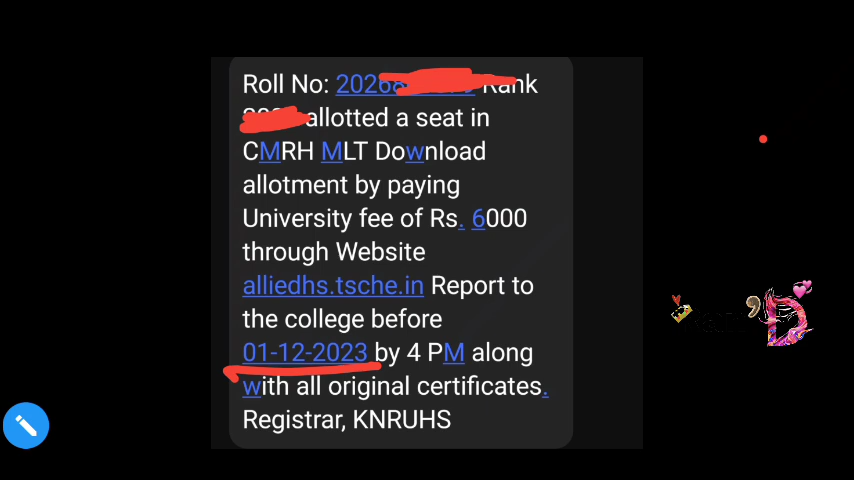 Roll No: 20268 Rank
allotted a seat in
CMRH MLT Download
allotment by paying
University fee of Rs. 6000
through Website
alliedhs.tsche.in Report to
the college before
01-12-2023 by 4 PM along
with all original certificates.
Registrar, KNRUHS
D